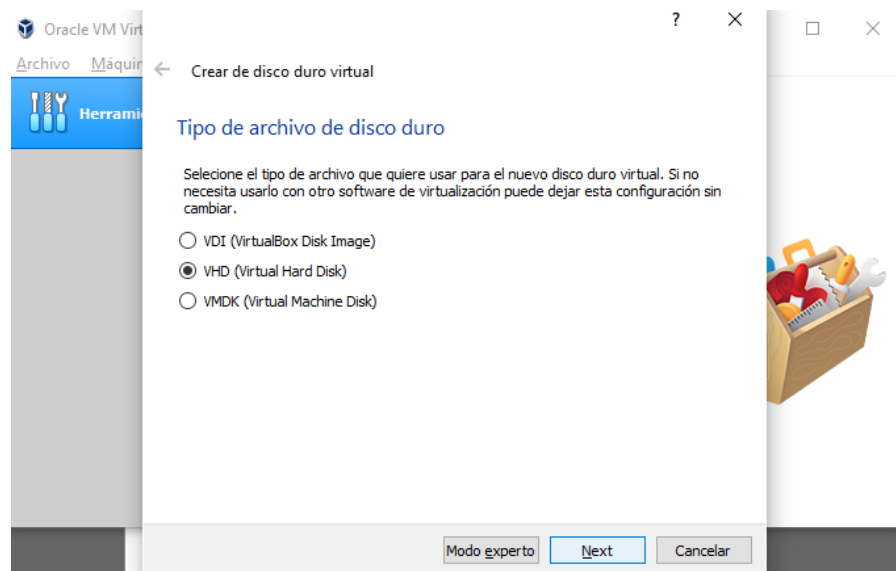 Oracle VM Virt
Archivo Máquin
Herrami
?
Crear de disco duro virtual
Tipo de archivo de disco duro
Selecione el tipo de archivo que quiere usar para el nuevo disco duro virtual. Si no
necesita usarlo con otro software de virtualización puede dejar esta configuración sin
cambiar.
VDI (VirtualBox Disk Image)
VHD (Virtual Hard Disk)
VMDK (Virtual Machine Disk)
Modo experto Next Cancelar